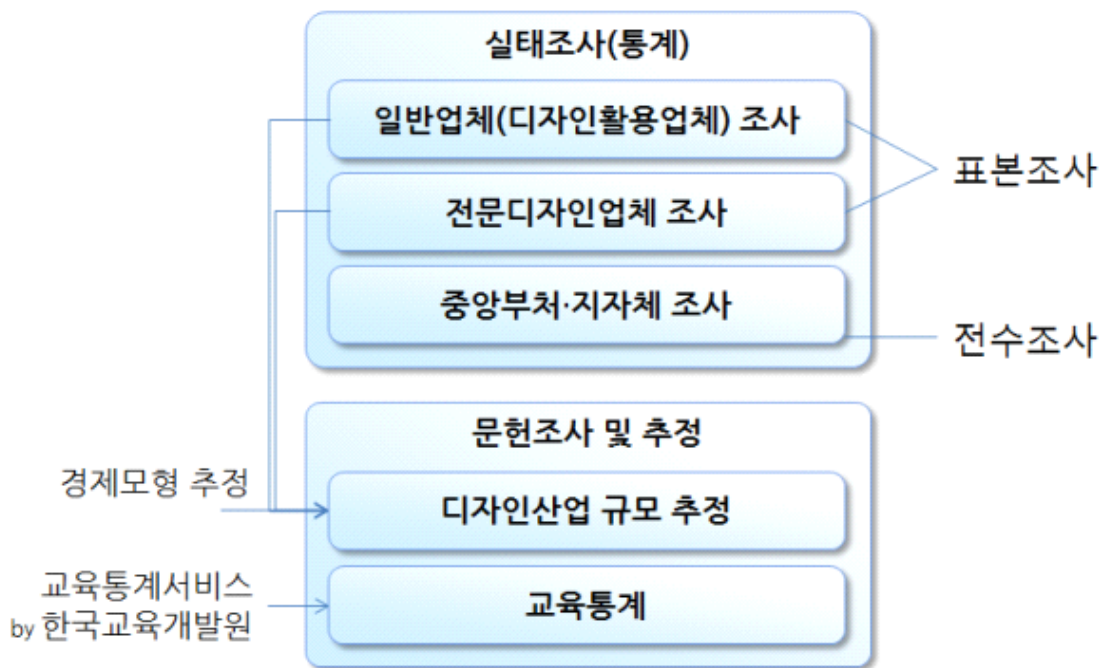 실태조사(통계)
일반업체(디자인활용업체) 조사
전문디자인업체 조사
표본조사
중앙부처·지자체 조사
전수조사
문헌조사 및 추정
경제모형 추정
디자인산업 규모 추정
교육통계서비스
by 한국교육개발원
교육통계